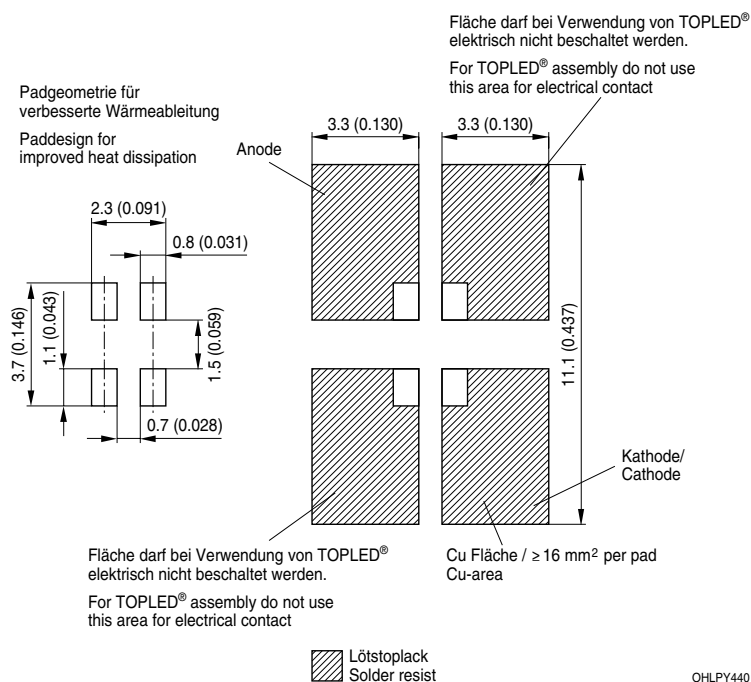 Fläche darf bei Verwendung von TOPLED®
elektrisch nicht beschaltet werden.
For TOPLED® assembly do not use
this area for electrical contact
Padgeometrie für
verbesserte Wärmeableitung
Paddesign for
improved heat dissipation
Anode
3.3 (0.130)
3.3 (0.130)
2.3 (0.091)
0.8 (0.031)
3.7 (0.146)
1.1 (0.043)
1.5 (0.059)
0.7 (0.028)
11.1 (0.437)
Kathode/
Cathode
Cu Fläche / ≥ 16 mm² per pad
Cu-area
Fläche darf bei Verwendung von TOPLED®
elektrisch nicht beschaltet werden.
For TOPLED® assembly do not use
this area for electrical contact
Lötstoplack
Solder resist
OHLPY440